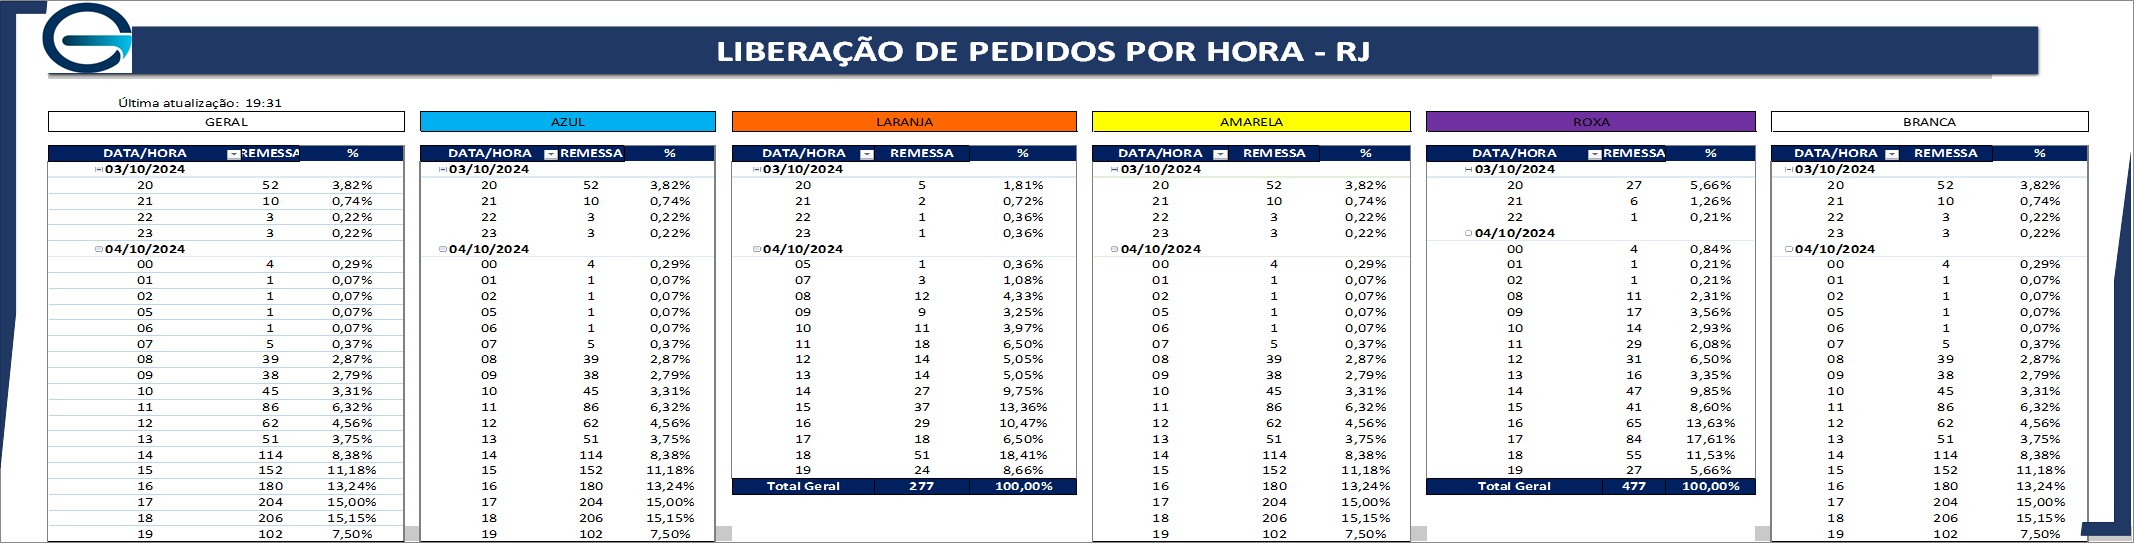 LIBERAÇÃO DE PEDIDOS POR HORA - RJ
Última atualização: 19:31
GERAL AZUL LARANJA AMARELA ROXA BRANCA
DATA/HORA REMESSA % DATA/HORA REMESSA % DATA/HORA REMESSA % DATA/HORA REMESSA % DATA/HORA REMESSA % DATA/HORA REMESSA %
03/10/2024 03/10/2024 03/10/2024 03/10/2024 03/10/2024 03/10/2024
20 52 3,82% 20 52 3,82% 20 5 1,81% 20 52 3,82% 20 27 5,66% 20 52 3,82%
21 10 0,74% 21 10 0,74% 21 2 0,72% 21 10 0,74% 21 6 1,26% 21 10 0,74%
22 3 0,22% 22 3 0,22% 22 1 0,36% 22 3 0,22% 22 1 0,21% 22 3 0,22%
23 3 0,22% 23 3 0,22% 23 1 0,36% 23 3 0,22% 04/10/2024 23 3 0,22%
04/10/2024 04/10/2024 04/10/2024 04/10/2024 00 4 0,84% 04/10/2024
00 4 0,29% 00 4 0,29% 05 1 0,36% 00 4 0,29% 01 1 0,21% 00 4 0,29%
01 1 0,07% 01 1 0,07% 07 3 1,08% 01 1 0,07% 02 1 0,21% 01 1 0,07%
02 1 0,07% 02 1 0,07% 08 12 4,33% 02 1 0,07% 08 11 2,31% 02 1 0,07%
05 1 0,07% 05 1 0,07% 09 9 3,25% 05 1 0,07% 09 17 3,56% 05 1 0,07%
06 1 0,07% 06 1 0,07% 10 11 3,97% 06 1 0,07% 10 14 2,93% 06 1 0,07%
07 5 0,37% 07 5 0,37% 11 18 6,50% 07 5 0,37% 11 29 6,08% 07 5 0,37%
08 39 2,87% 08 39 2,87% 12 14 5,05% 08 39 2,87% 12 31 6,50% 08 39 2,87%
09 38 2,79% 09 38 2,79% 13 14 5,05% 09 38 2,79% 13 16 3,35% 09 38 2,79%
10 45 3,31% 10 45 3,31% 14 27 9,75% 10 45 3,31% 14 47 9,85% 10 45 3,31%
11 86 6,32% 11 86 6,32% 15 37 13,36% 11 86 6,32% 15 41 8,60% 11 86 6,32%
12 62 4,56% 12 62 4,56% 16 29 10,47% 12 62 4,56% 16 65 13,63% 12 62 4,56%
13 51 3,75% 13 51 3,75% 17 18 6,50% 13 51 3,75% 17 84 17,61% 13 51 3,75%
14 114 8,38% 14 114 8,38% 18 51 18,41% 14 114 8,38% 18 55 11,53% 14 114 8,38%
15 152 11,18% 15 152 11,18% 19 24 8,66% 15 152 11,18% 19 27 5,66% 15 152 11,18%
16 180 13,24% 16 180 13,24% Total Geral 277 100,00% 16 180 13,24% Total Geral 477 100,00% 16 180 13,24%
17 204 15,00% 17 204 15,00% 17 204 15,00% 17 204 15,00%
18 206 15,15% 18 206 15,15% 18 206 15,15% 18 206 15,15%
19 102 7,50% 19 102 7,50% 19 102 7,50% 19 102 7,50%